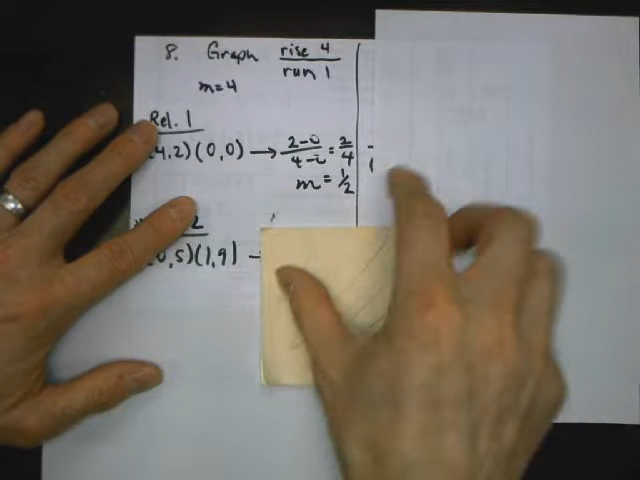 8. Graph rise 4
run 1
m=4
Rel. 1
4,2)(0,0) → 2-0/4-0 = 2/4
m = 1/2
2
0,5)(1,9)